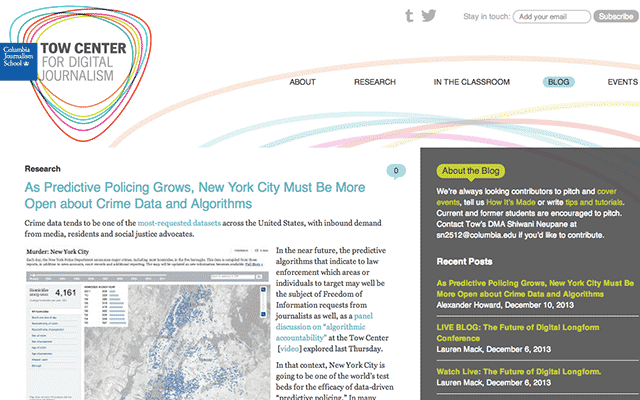 t
Stay in touch:
Add your email
Subscribe
Columbia
Journalism
School
TOW CENTER
FOR DIGITAL
JOURNALISM
ABOUT
RESEARCH
IN THE CLASSROOM
BLOG
EVENTS
Research
0
As Predictive Policing Grows, New York City Must Be More
Open about Crime Data and Algorithms
Crime data tends to be one of the most-requested datasets across the United States, with inbound demand
from media, residents and social justice advocates.
Murder: New York City
Homicides
4,161
In the near future, the predictive
algorithms that indicate to law
enforcement which areas or
individuals to target may well be
the subject of Freedom of
Information requests from
journalists as well, as a panel
discussion on “algorithmic
accountability” at the Tow Center
[video] explored last Thursday.
In that context, New York City is
going to be one of the world's test
beds for the efficacy of data-driven
“predictive policing.” In many
About the Blog
We're always looking contributors to pitch and cover
events, tell us How It's Made or write tips and tutorials.
Current and former students are encouraged to pitch.
Contact Tow's DMA Shiwani Neupane at
sn2512@columbia.edu if you'd like to contribute.
Recent Posts
As Predictive Policing Grows, New York City Must Be
More Open about Crime Data and Algorithms
Alexander Howard, December 10, 2013
LIVE BLOG: The Future of Digital Longform
Conference
Lauren Mack, December 6, 2013
Watch Live: The Future of Digital Longform.
Lauren Mack, December 6, 2013